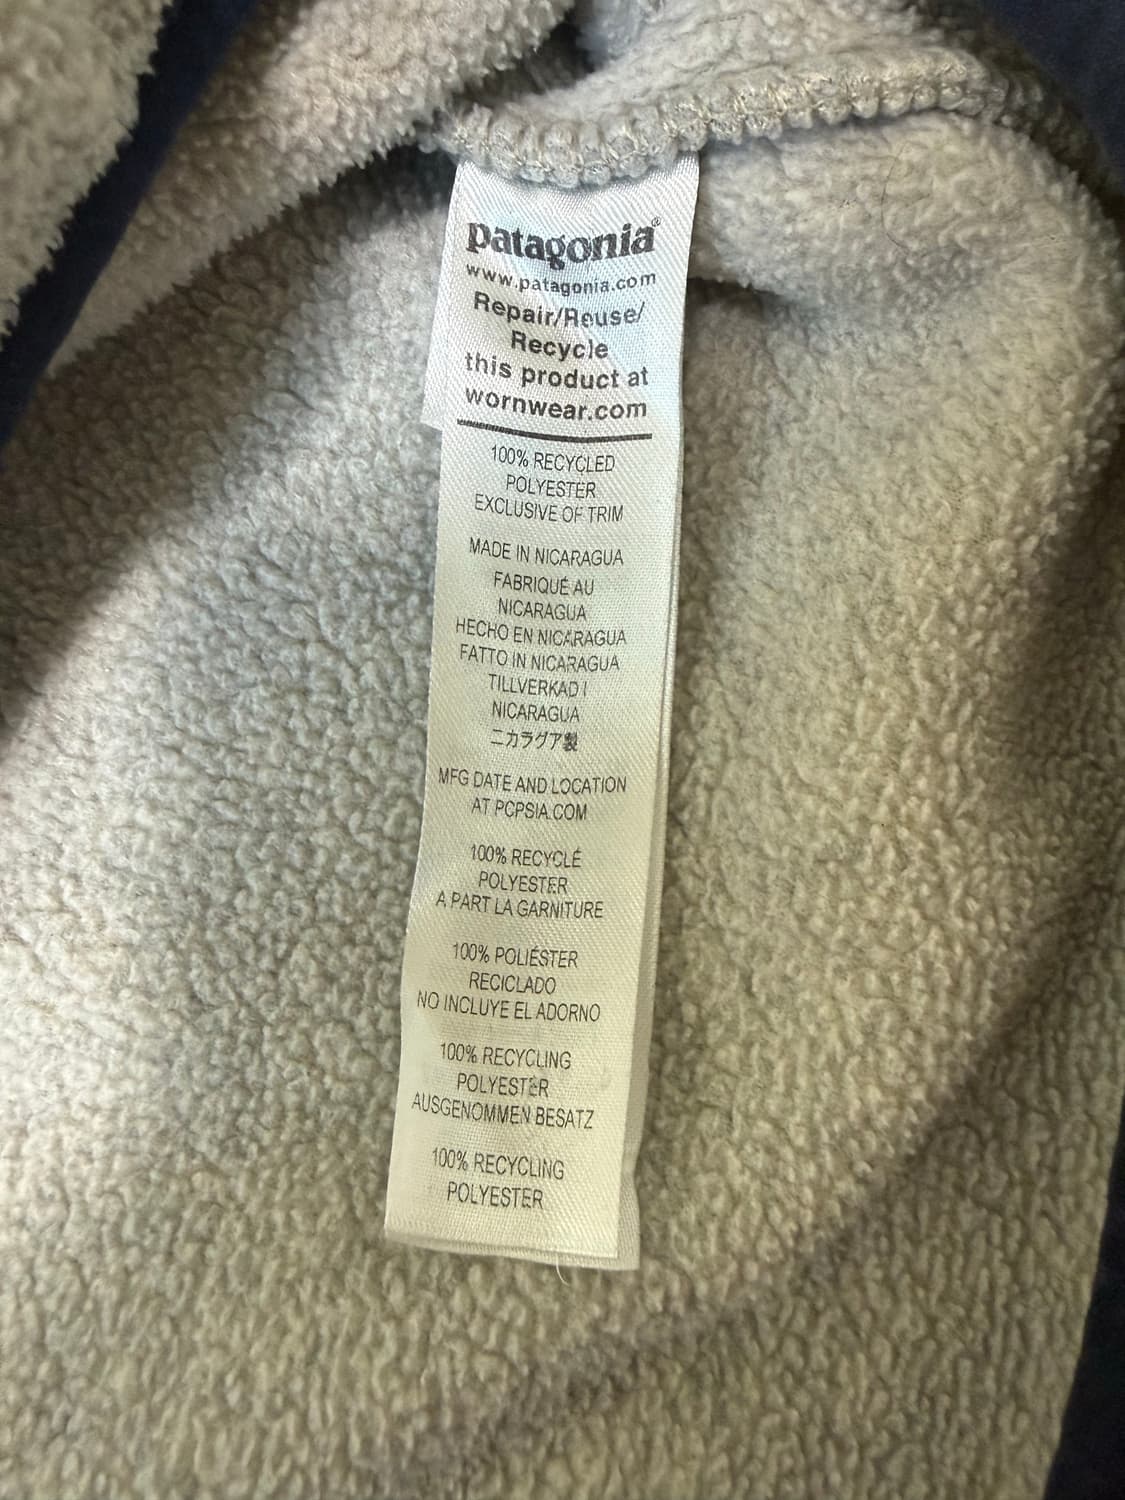 patagonia®
www.patagonia.com
Repair/Reuse/
Recycle
this product at
wornwear.com
100% RECYCLED
POLYESTER
EXCLUSIVE OF TRIM
MADE IN NICARAGUA
FABRIQUÉ AU
NICARAGUA
HECHO EN NICARAGUA
FATTO IN NICARAGUA
TILLVERKAD I
NICARAGUA
ニカラグア製
MFG DATE AND LOCATION
AT PCPSIA.COM
100% RECYCLÉ
POLYESTER
A PART LA GARNITURE
100% POLIÉSTER
RECICLADO
NO INCLUYE EL ADORNO
100% RECYCLING
POLYESTER
AUSGENOMMEN BESATZ
100% RECYCLING
POLYESTER